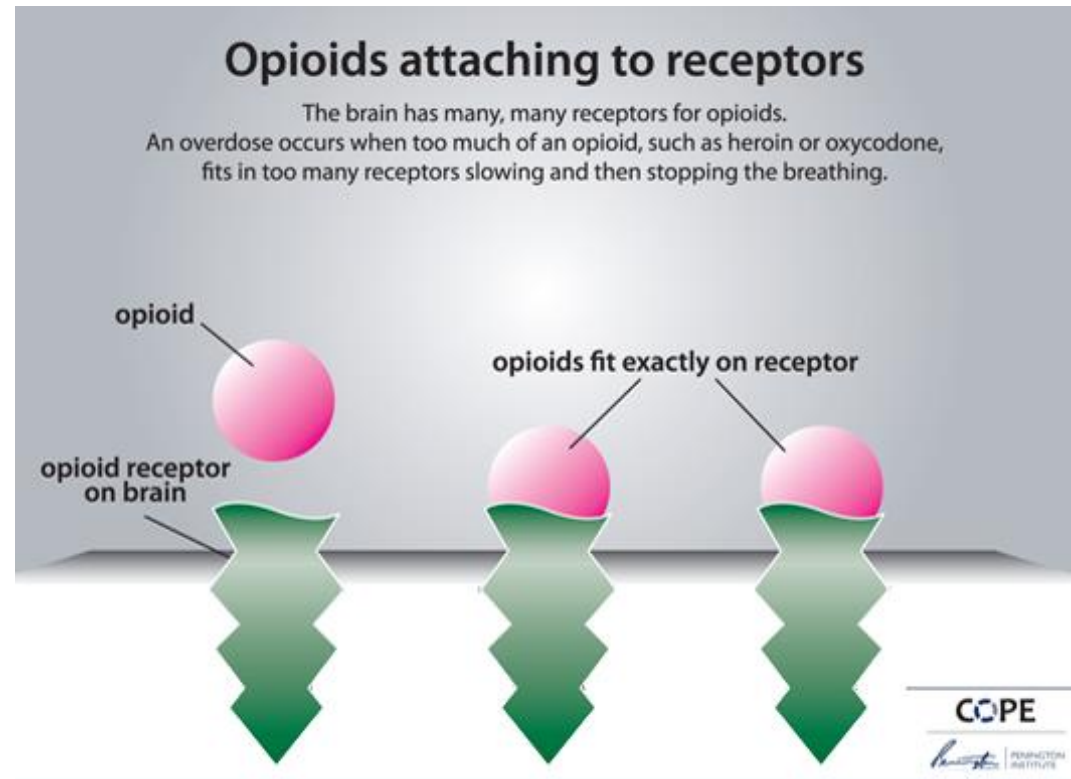 Opioids attaching to receptors
The brain has many, many receptors for opioids.
An overdose occurs when too much of an opioid, such as heroin or oxycodone,
fits in too many receptors slowing and then stopping the breathing.
opioid
opioids fit exactly on receptor
opioid receptor
on brain
COPE
PENINGTON
INSTITUTE